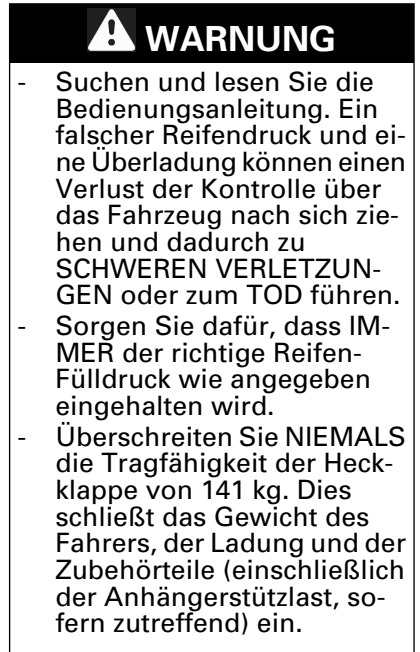 WARNUNG
- Suchen und lesen Sie die
Bedienungsanleitung. Ein
falscher Reifendruck und ei-
ne Überladung können einen
Verlust der Kontrolle über
das Fahrzeug nach sich zie-
hen und dadurch zu
SCHWEREN VERLETZUN-
GEN oder zum TOD führen.
- Sorgen Sie dafür, dass IM-
MER der richtige Reifen-
Fülldruck wie angegeben
eingehalten wird.
- Überschreiten Sie NIEMALS
die Tragfähigkeit der Heck-
klappe von 141 kg. Dies
schließt das Gewicht des
Fahrers, der Ladung und der
Zubehörteile (einschließlich
der Anhängerstützlast, so-
fern zutreffend) ein.